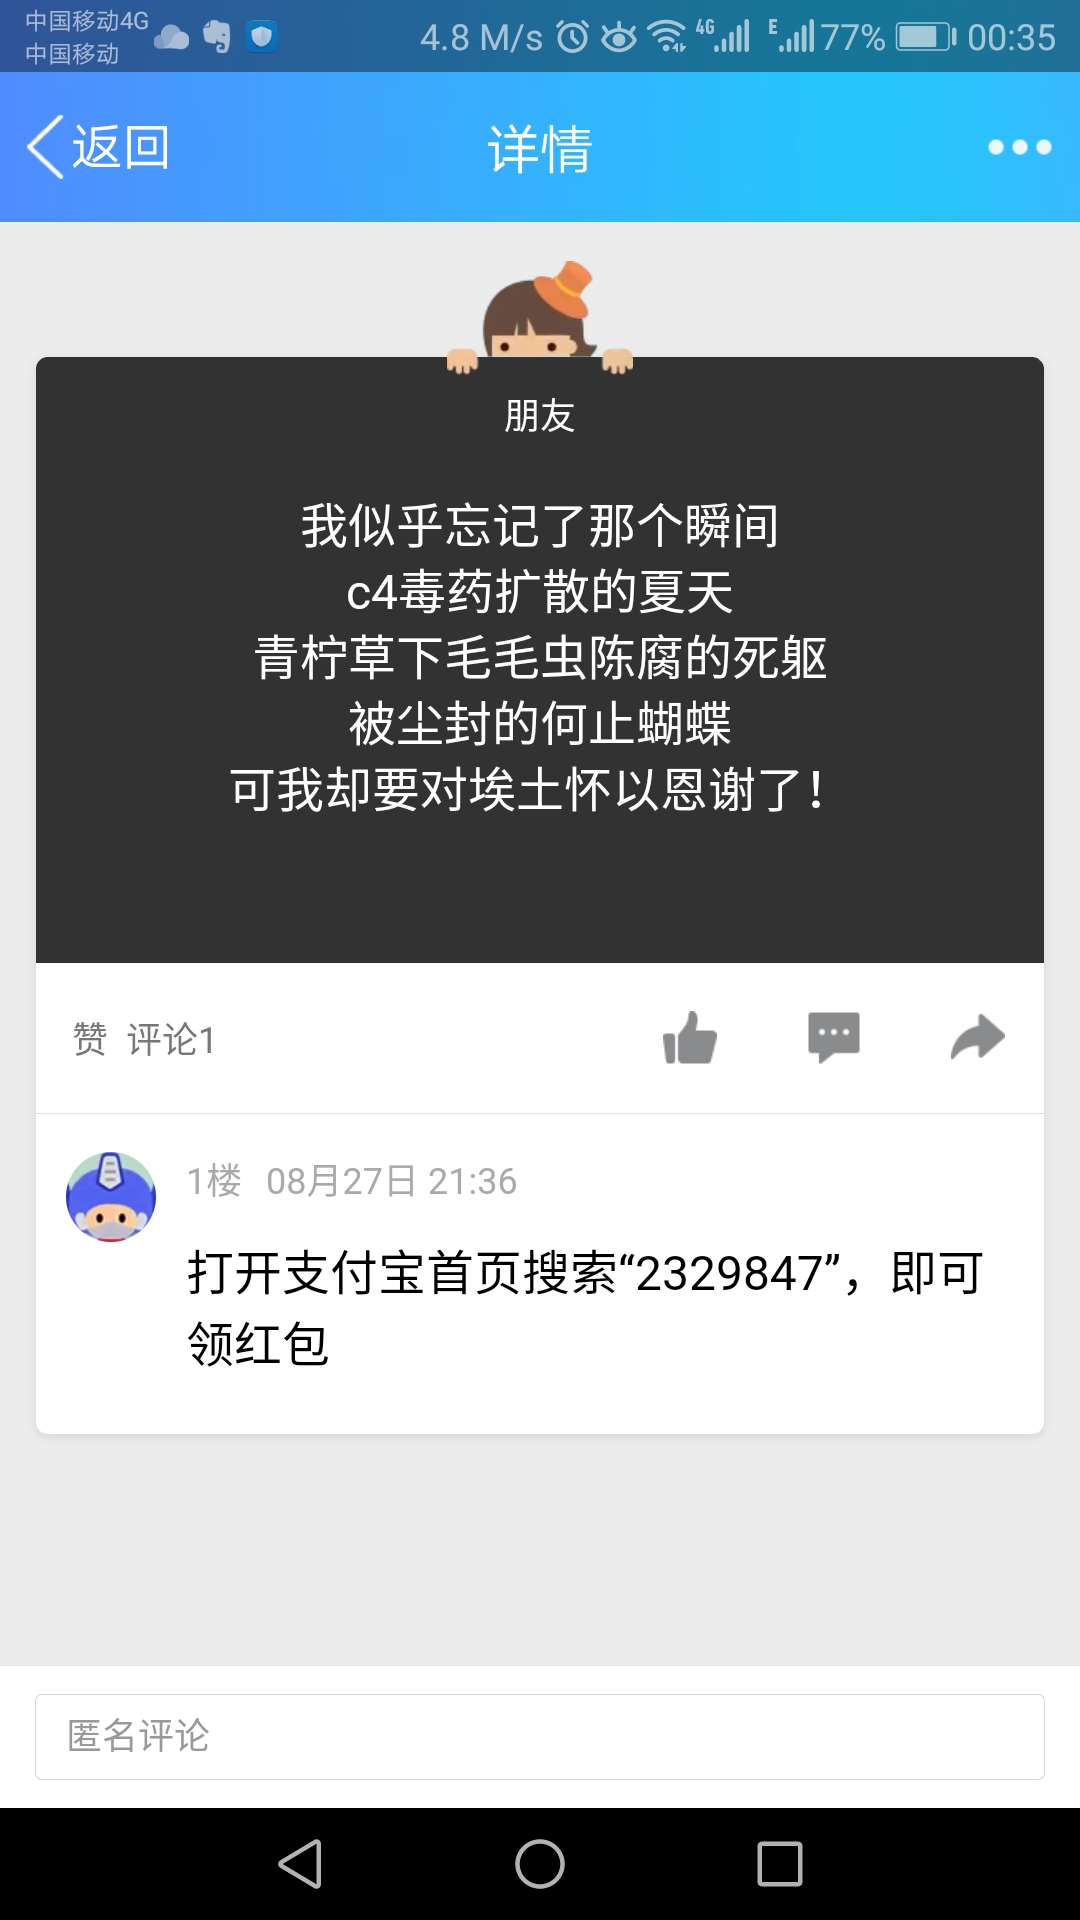 中国移动4G
中国移动
4.8 M/s 4G E 77% 00:35
返回 详情
朋友
我似乎忘记了那个瞬间
c4毒药扩散的夏天
青柠草下毛毛虫陈腐的死躯
被尘封的何止蝴蝶
可我却要对埃土怀以恩谢了！
赞 评论1
1楼 08月27日 21:36
打开支付宝首页搜索“2329847”，即可
领红包
匿名评论